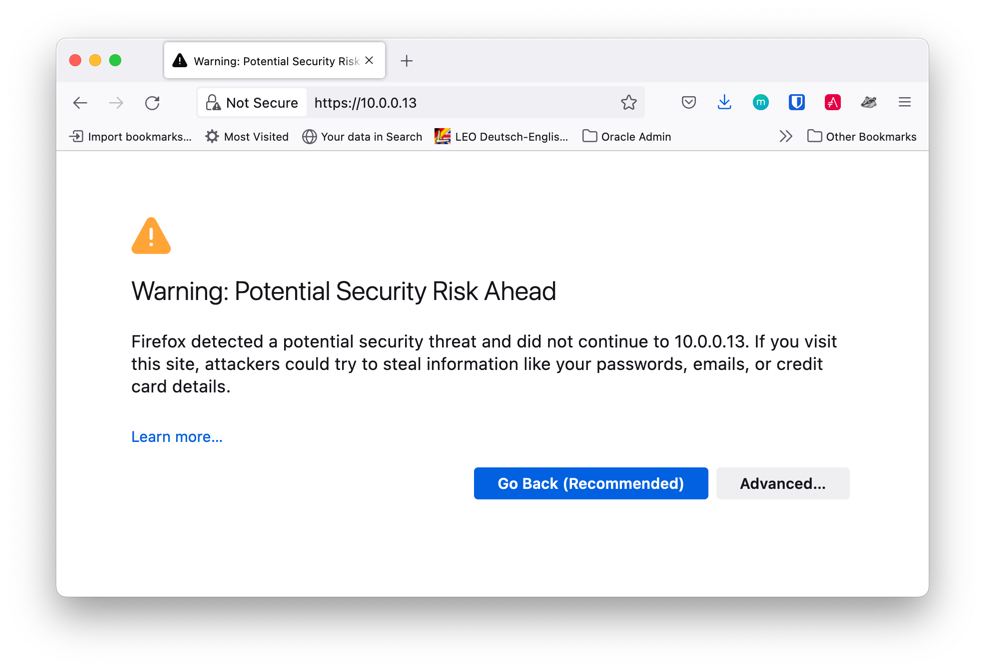 Warning: Potential Security Risk
Not Secure https://10.0.0.13
m
Import bookmarks... Most Visited Your data in Search LEO Deutsch-Englis... Oracle Admin Other Bookmarks
Warning: Potential Security Risk Ahead
Firefox detected a potential security threat and did not continue to 10.0.0.13. If you visit
this site, attackers could try to steal information like your passwords, emails, or credit
card details.
Learn more...
Go Back (Recommended) Advanced...